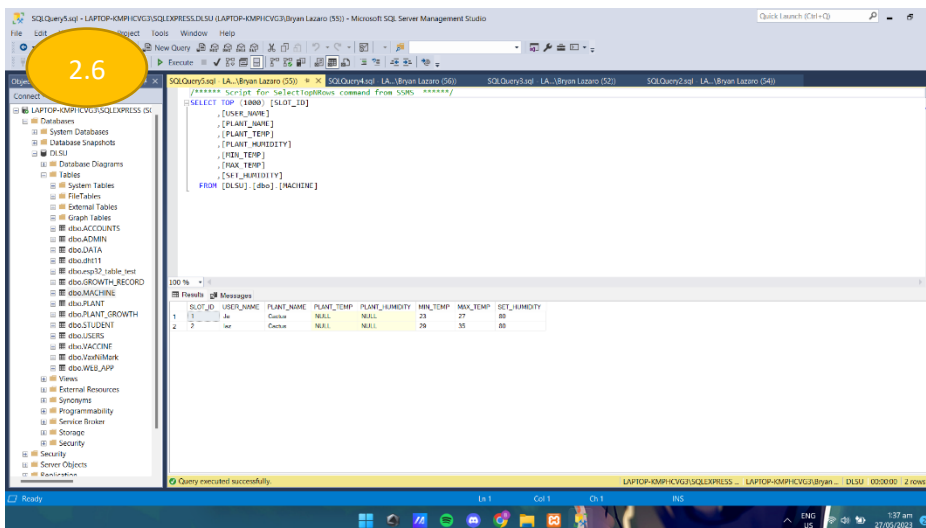 SQLQuery5.sql - LAPTOP-KMPHCVG3\SQLEXPRESS.DLSU (LAPTOP-KMPHCVG3\Bryan Lazaro (55)) - Microsoft SQL Server Management Studio
Quick Launch (Ctrl+Q)
File Edit Project Tools Window Help
New Query
Execute
2.6
Connect
LAPTOP-KMPHCVG3\SQLEXPRESS (SQ
Databases
System Databases
Database Snapshots
DLSU
Database Diagrams
Tables
System Tables
FileTables
External Tables
Graph Tables
dbo.ACCOUNTS
dbo.ADMIN
dbo.DATA
dbo.dht11
dbo.esp32_table_test
dbo.GROWTH_RECORD
dbo.MACHINE
dbo.PLANT
dbo.PLANT_GROWTH
dbo.STUDENT
dbo.USERS
dbo.VACCINE
dbo.VaxNiMark
dbo.WEB_APP
Views
External Resources
Synonyms
Programmability
Service Broker
Storage
Security
Security
Server Objects
Replication
SQLQuery5.sql - LA...\Bryan Lazaro (55)) SQLQuery4.sql - LA...\Bryan Lazaro (56)) SQLQuery3.sql - LA...\Bryan Lazaro (52)) SQLQuery2.sql - LA...\Bryan Lazaro (54))
/****** Script for SelectTopNRows command from SSMS ******/
SELECT TOP (1000) [SLOT_ID]
,[USER_NAME]
,[PLANT_NAME]
,[PLANT_TEMP]
,[PLANT_HUMIDITY]
,[MIN_TEMP]
,[MAX_TEMP]
,[SET_HUMIDITY]
FROM [DLSU].[dbo].[MACHINE]
100 %
Results Messages
SLOT_ID USER_NAME PLANT_NAME PLANT_TEMP PLANT_HUMIDITY MIN_TEMP MAX_TEMP SET_HUMIDITY
1 1 Cactus NULL NULL 23 27 80
2 2 Cactus NULL NULL 29 35 80
Query executed successfully.
LAPTOP-KMPHCVG3\SQLEXPRESS ... LAPTOP-KMPHCVG3\Bryan... DLSU 00:00:00 2 rows
Ready Ln 1 Col 1 Ch 1 INS
ENG
US
1:37 am
27/05/2023